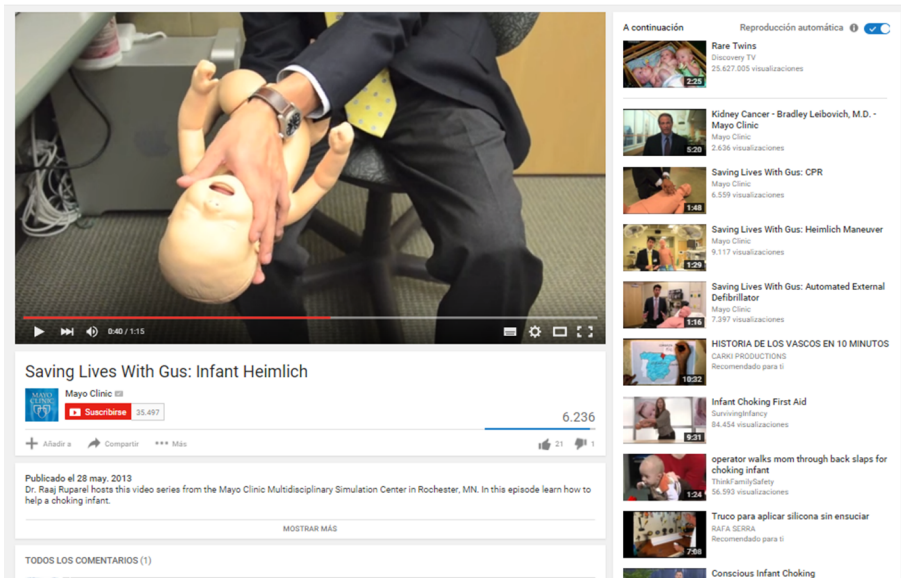 0:40 / 1:15
Saving Lives With Gus: Infant Heimlich
MAYO
CLINIC
Mayo Clinic
Suscribirse
35.497
6.236
Añadir a
Compartir
Más
21
1
Publicado el 28 may. 2013
Dr. Raaj Ruparel hosts this video series from the Mayo Clinic Multidisciplinary Simulation Center in Rochester, MN. In this episode learn how to
help a choking infant.
MOSTRAR MÁS
TODOS LOS COMENTARIOS (1)
A continuación
Reproducción automática
Rare Twins
Discovery TV
25.627.005 visualizaciones
2:25
Kidney Cancer - Bradley Leibovich, M.D. -
Mayo Clinic
Mayo Clinic
2.636 visualizaciones
5:20
Saving Lives With Gus: CPR
Mayo Clinic
6.559 visualizaciones
1:48
Saving Lives With Gus: Heimlich Maneuver
Mayo Clinic
9.117 visualizaciones
1:29
Saving Lives With Gus: Automated External
Defibrillator
Mayo Clinic
7.397 visualizaciones
1:16
HISTORIA DE LOS VASCOS EN 10 MINUTOS
CARKI PRODUCTIONS
Recomendado para ti
10:32
Infant Choking First Aid
SurvivingInfancy
84.454 visualizaciones
9:31
operator walks mom through back slaps for
choking infant
ThinkFamilySafety
56.593 visualizaciones
1:24
Truco para aplicar silicona sin ensuciar
RAFA SERRA
Recomendado para ti
7:08
Conscious Infant Choking